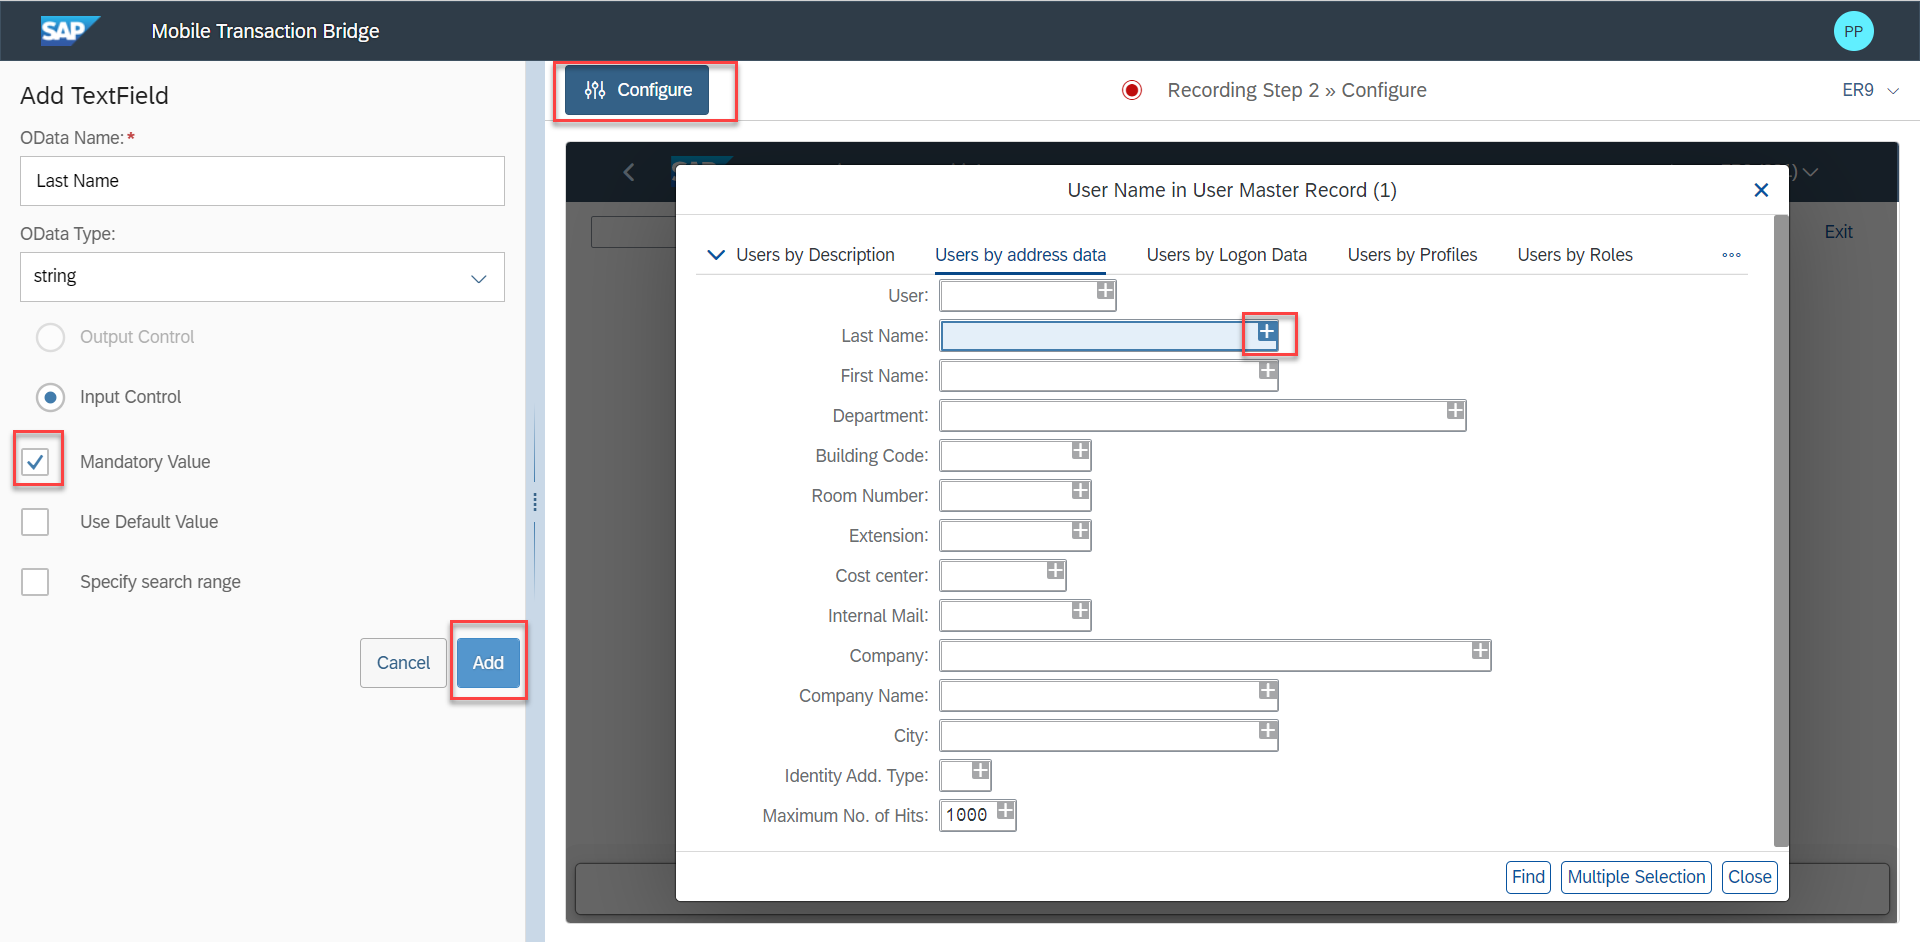 SAP Mobile Transaction Bridge PP
Add TextField
OData Name:*
Last Name
OData Type:
string
Output Control
Input Control
Mandatory Value
Use Default Value
Specify search range
Cancel Add
Configure Recording Step 2 » Configure ER9
Exit
User Name in User Master Record (1)
Users by Description Users by address data Users by Logon Data Users by Profiles Users by Roles
User:
Last Name:
First Name:
Department:
Building Code:
Room Number:
Extension:
Cost center:
Internal Mail:
Company:
Company Name:
City:
Identity Add. Type:
Maximum No. of Hits: 1000
Find Multiple Selection Close